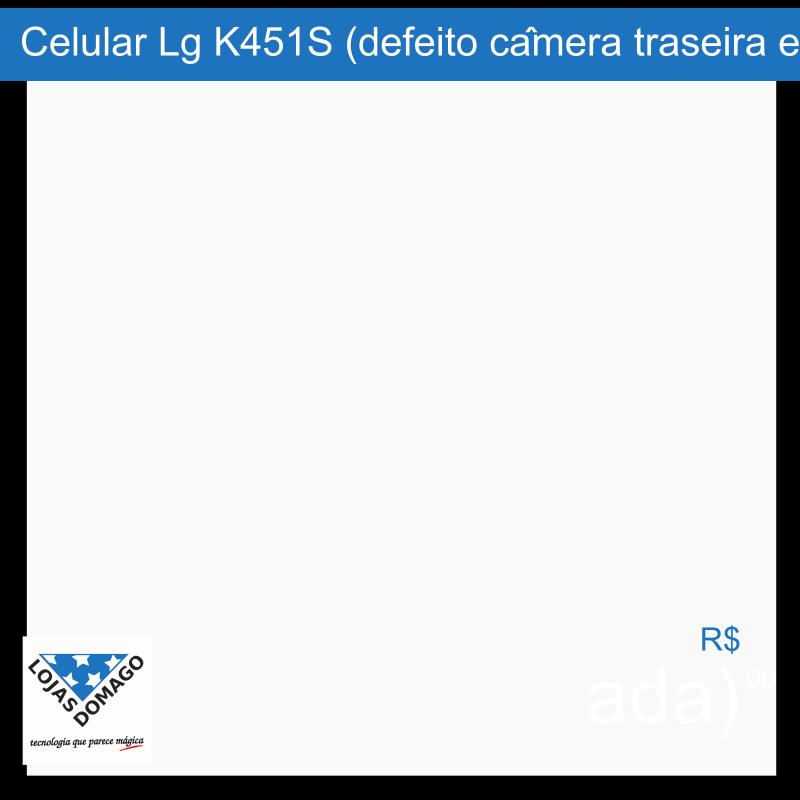 Celular Lg K451S (defeito câmera traseira e
R$
ada)00
LOJAS DOMAGO
tecnologia que parece mágica